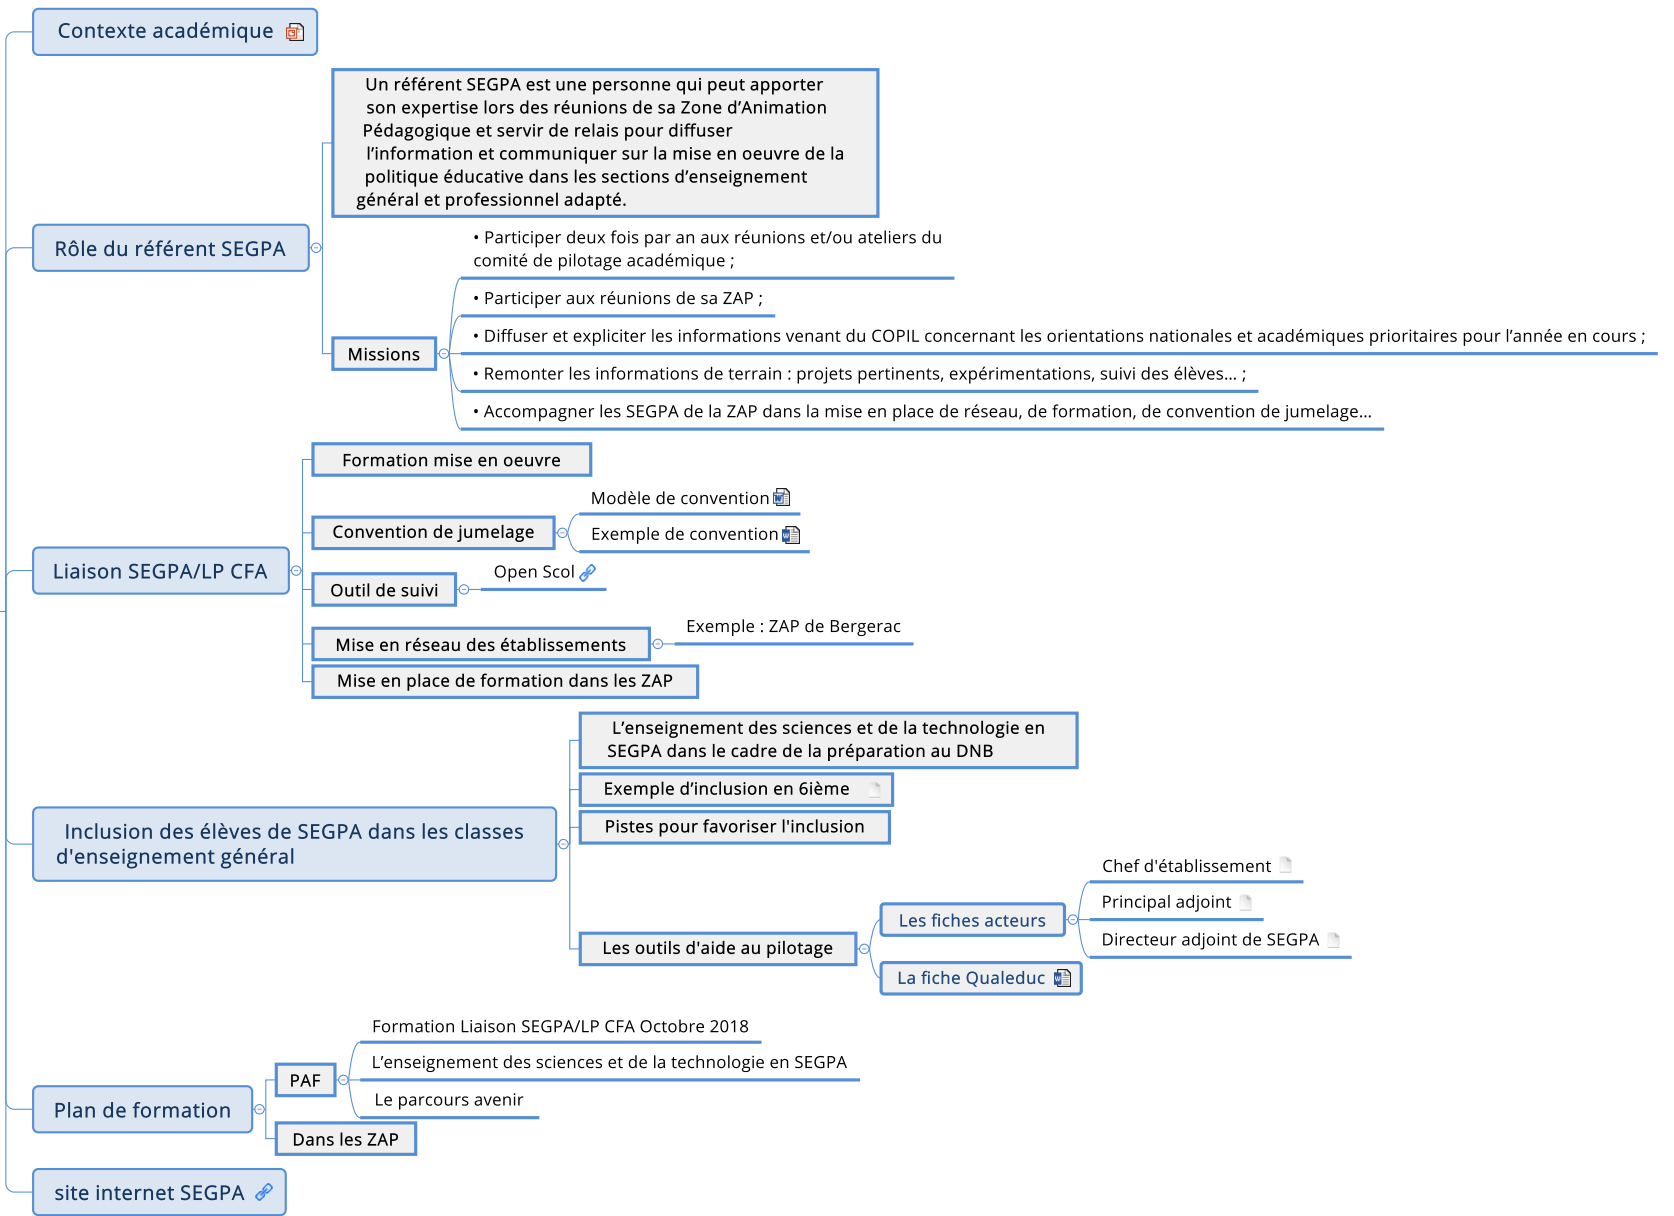 Contexte académique
Un référent SEGPA est une personne qui peut apporter
son expertise lors des réunions de sa Zone d’Animation
Pédagogique et servir de relais pour diffuser
l’information et communiquer sur la mise en oeuvre de la
politique éducative dans les sections d’enseignement
général et professionnel adapté.
Rôle du référent SEGPA
• Participer deux fois par an aux réunions et/ou ateliers du
comité de pilotage académique ;
• Participer aux réunions de sa ZAP ;
• Diffuser et expliciter les informations venant du COPIL concernant les orientations nationales et académiques prioritaires pour l’année en cours ;
Missions
• Remonter les informations de terrain : projets pertinents, expérimentations, suivi des élèves... ;
• Accompagner les SEGPA de la ZAP dans la mise en place de réseau, de formation, de convention de jumelage...
Formation mise en oeuvre
Modèle de convention
Convention de jumelage
Exemple de convention
Liaison SEGPA/LP CFA
Open Scol
Outil de suivi
Exemple : ZAP de Bergerac
Mise en réseau des établissements
Mise en place de formation dans les ZAP
L’enseignement des sciences et de la technologie en
SEGPA dans le cadre de la préparation au DNB
Exemple d’inclusion en 6ième
Pistes pour favoriser l'inclusion
Inclusion des élèves de SEGPA dans les classes
d'enseignement général
Chef d'établissement
Principal adjoint
Les fiches acteurs
Directeur adjoint de SEGPA
Les outils d'aide au pilotage
La fiche Qualeduc
Formation Liaison SEGPA/LP CFA Octobre 2018
L’enseignement des sciences et de la technologie en SEGPA
PAF
Le parcours avenir
Plan de formation
Dans les ZAP
site internet SEGPA